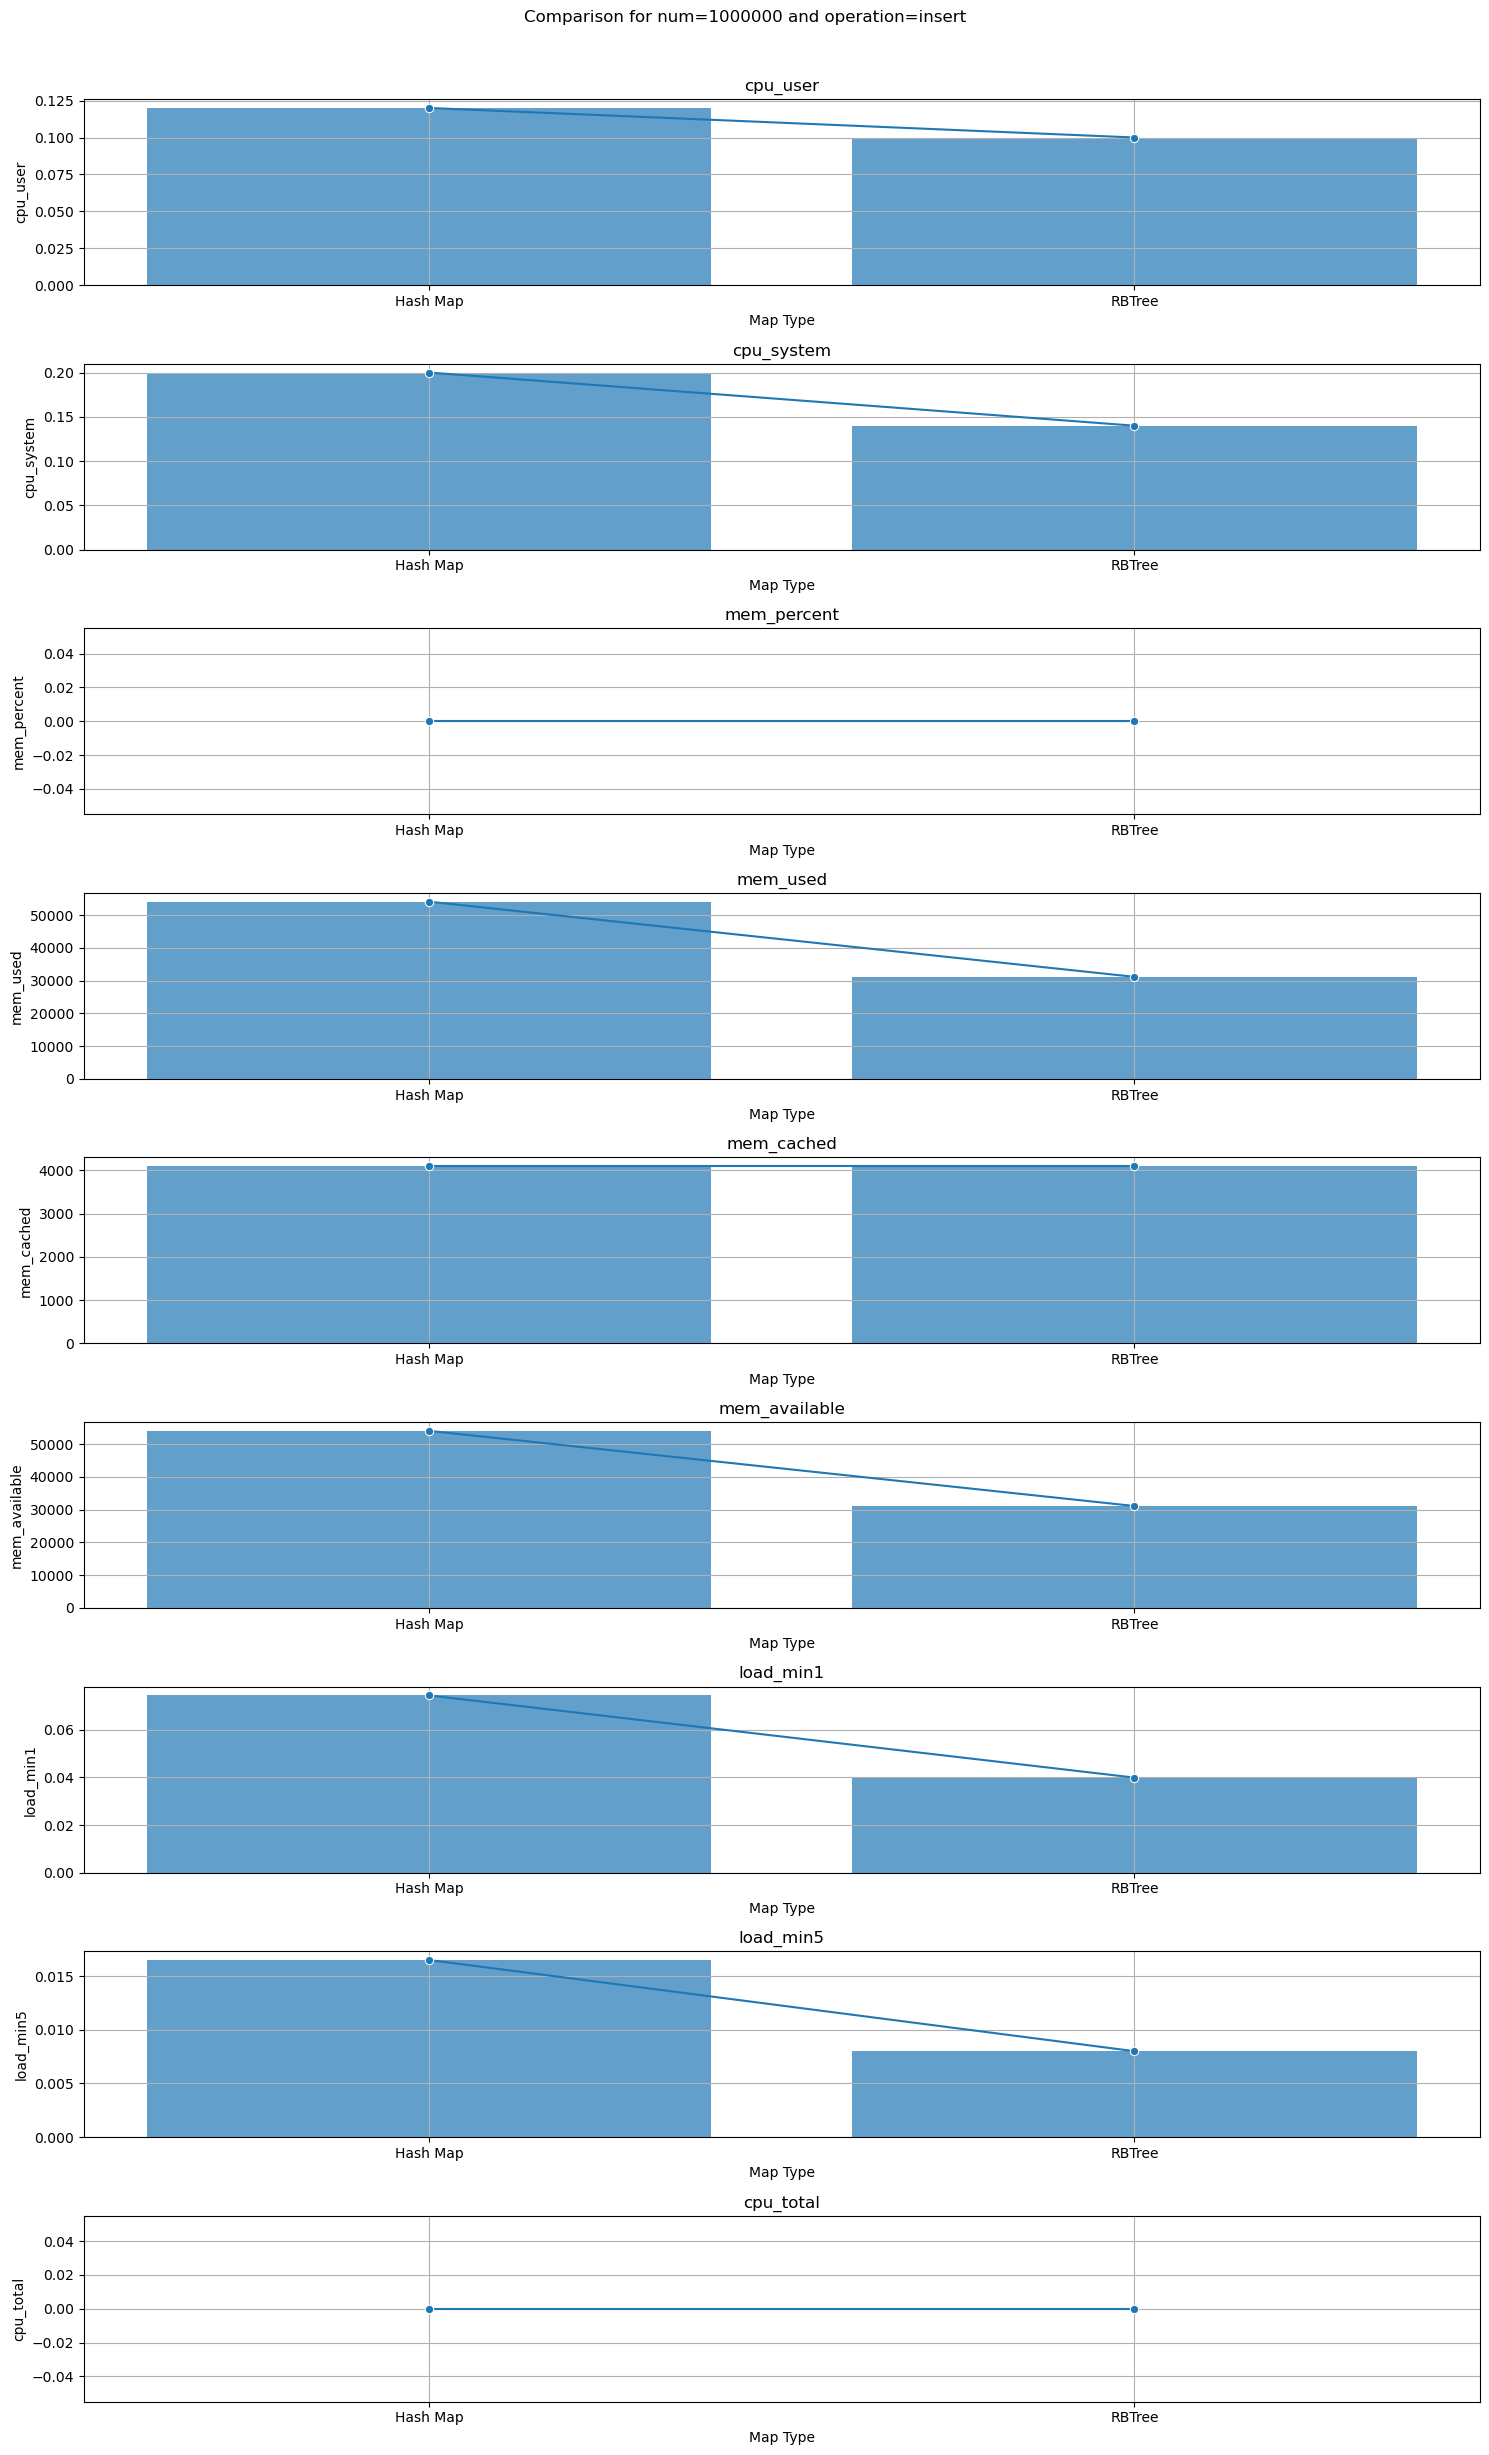 Comparison for num=1000000 and operation=insert
cpu_user
0.125
0.100
0.075
0.050
0.025
0.000
cpu_user
Hash Map RBTree
Map Type
cpu_system
0.20
0.15
0.10
0.05
0.00
cpu_system
Hash Map RBTree
Map Type
mem_percent
0.04
0.02
0.00
−0.02
−0.04
mem_percent
Hash Map RBTree
Map Type
mem_used
50000
40000
30000
20000
10000
0
mem_used
Hash Map RBTree
Map Type
mem_cached
4000
3000
2000
1000
0
mem_cached
Hash Map RBTree
Map Type
mem_available
50000
40000
30000
20000
10000
0
mem_available
Hash Map RBTree
Map Type
load_min1
0.06
0.04
0.02
0.00
load_min1
Hash Map RBTree
Map Type
load_min5
0.015
0.010
0.005
0.000
load_min5
Hash Map RBTree
Map Type
cpu_total
0.04
0.02
0.00
−0.02
−0.04
cpu_total
Hash Map RBTree
Map Type